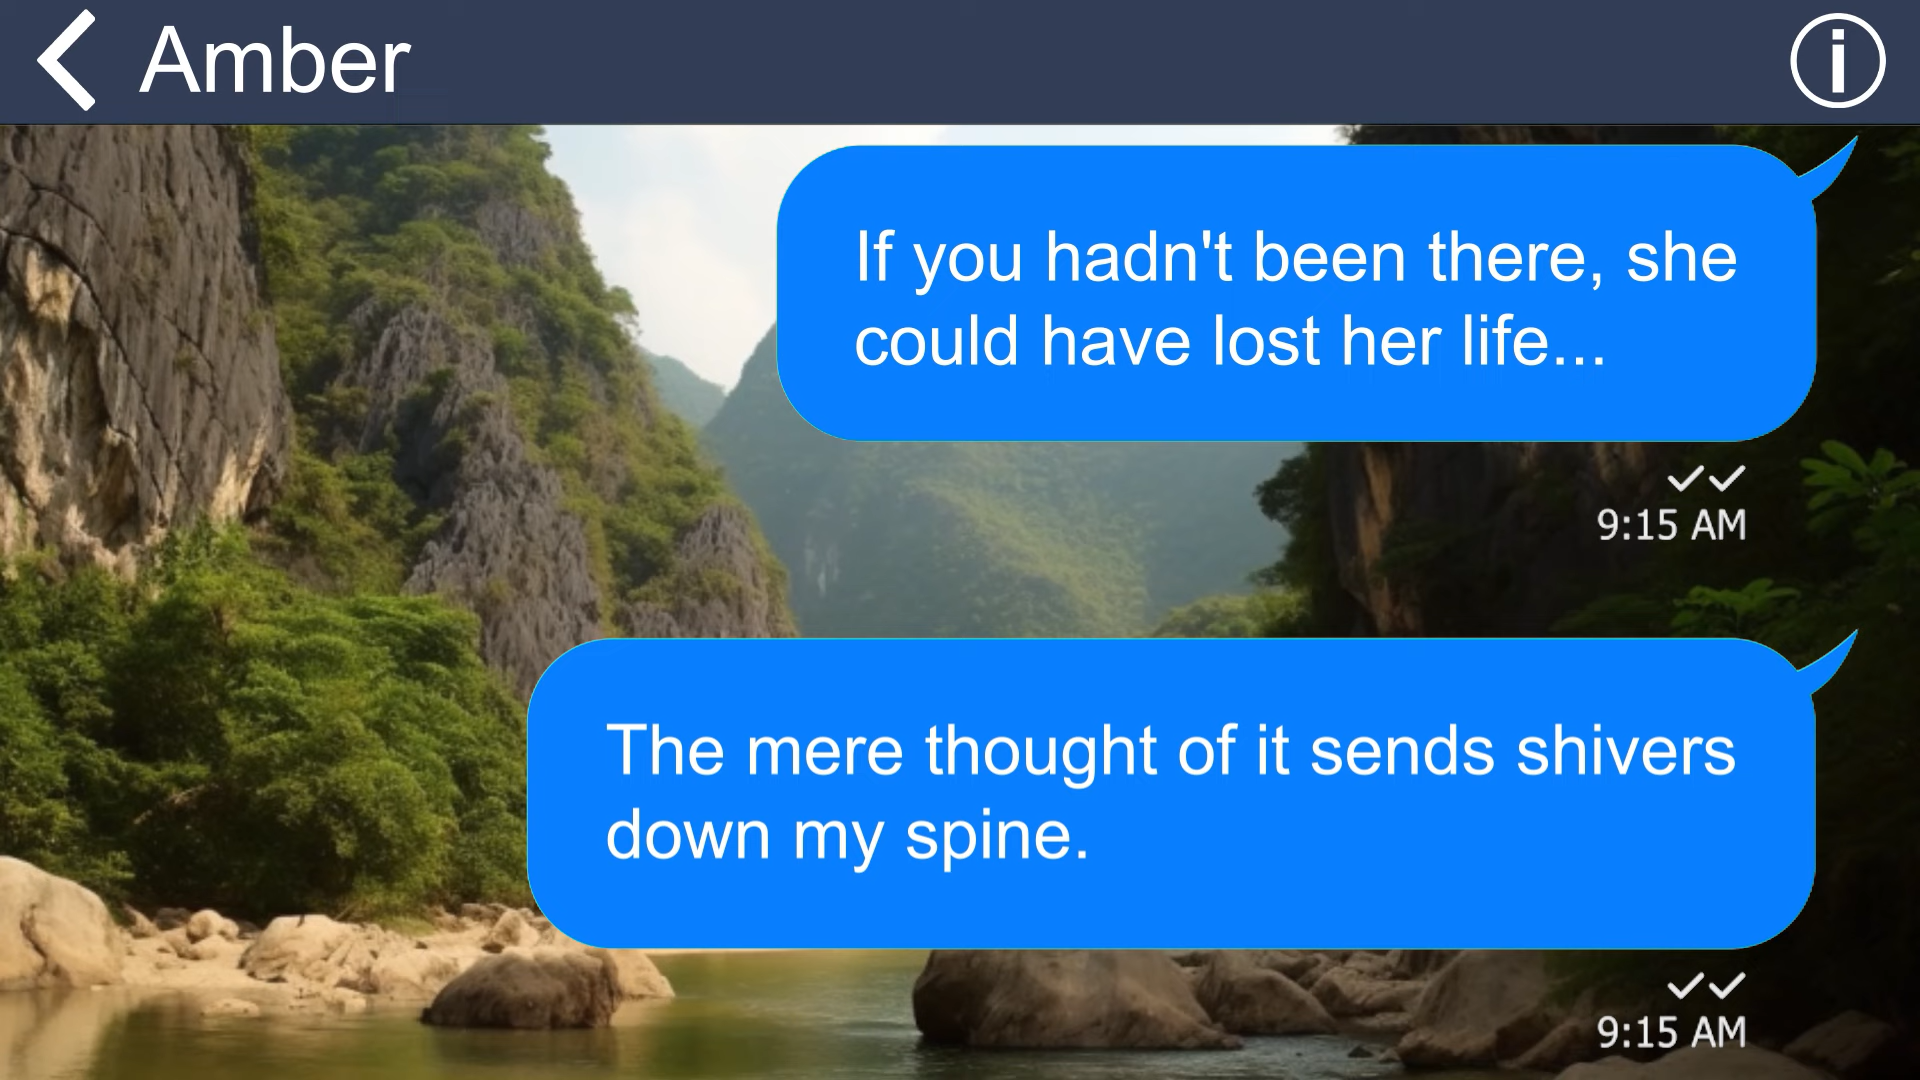 Amber
If you hadn't been there, she
could have lost her life...
9:15 AM
The mere thought of it sends shivers
down my spine.
9:15 AM